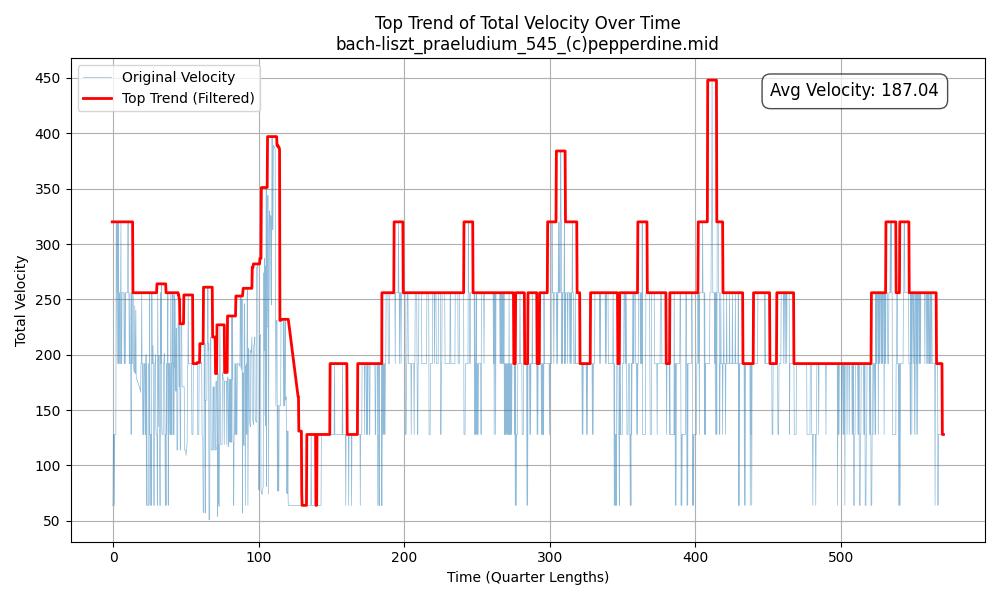 Top Trend of Total Velocity Over Time
bach-liszt_praeludium_545_(c)pepperdine.mid
Original Velocity
Top Trend (Filtered)
Avg Velocity: 187.04
Total Velocity
450
400
350
300
250
200
150
100
50
0 100 200 300 400 500
Time (Quarter Lengths)